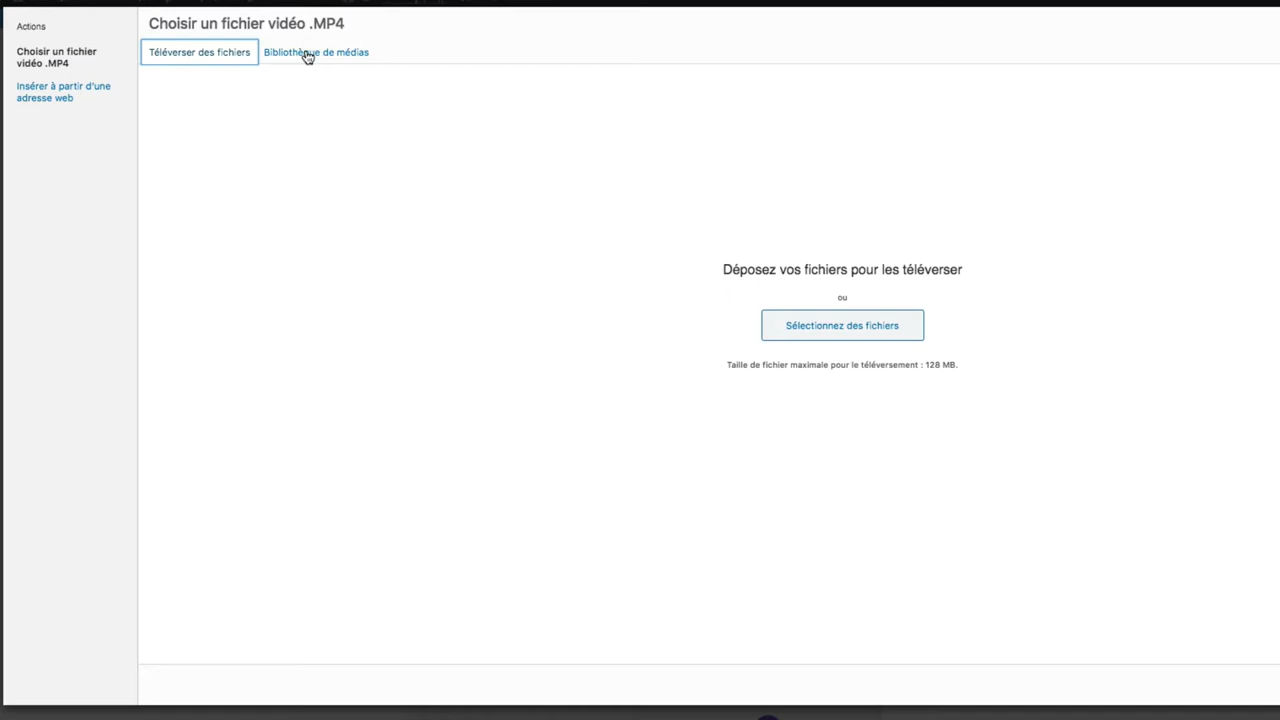 Actions
Choisir un fichier
vidéo .MP4
Insérer à partir d'une
adresse web
Choisir un fichier vidéo .MP4
Téléverser des fichiers
Bibliothèque de médias
Déposez vos fichiers pour les téléverser
ou
Sélectionnez des fichiers
Taille de fichier maximale pour le téléversement : 128 MB.